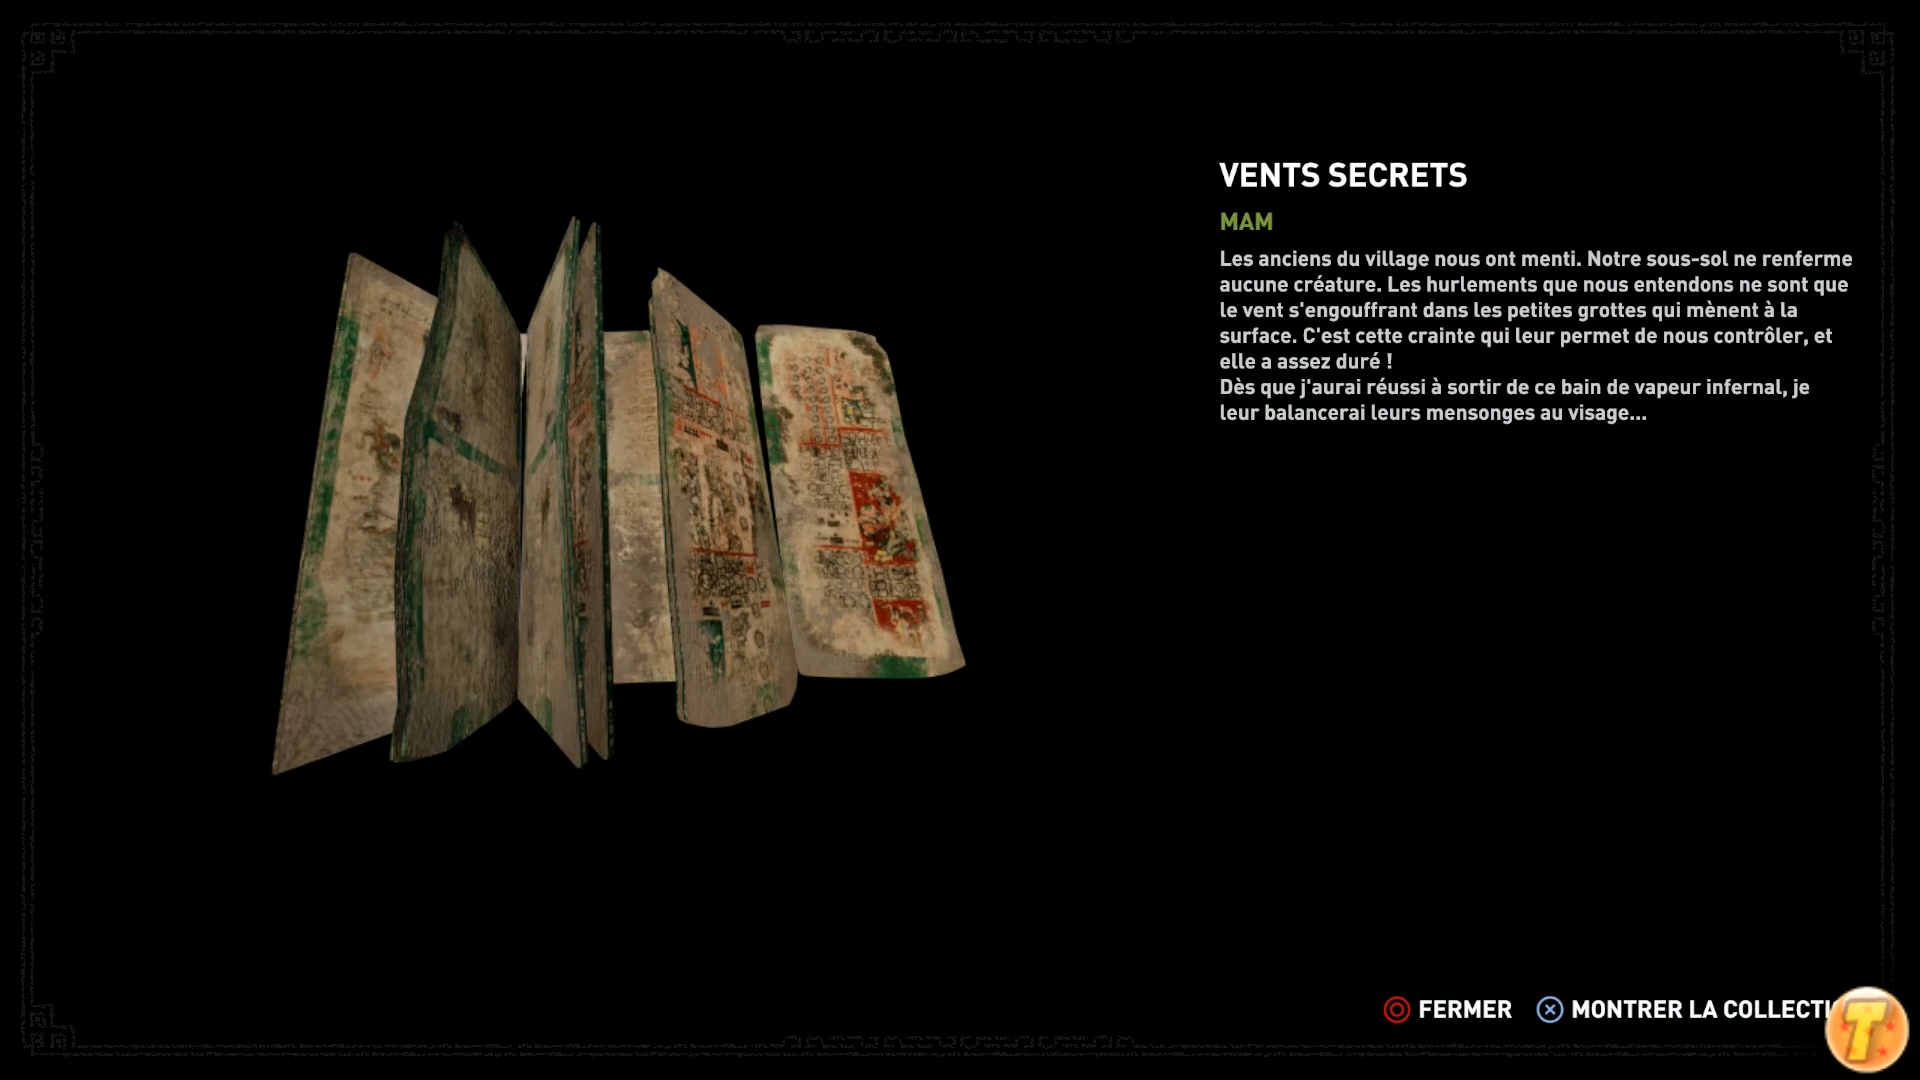 VENTS SECRETS
MAM
Les anciens du village nous ont menti. Notre sous-sol ne renferme
aucune créature. Les hurlements que nous entendons ne sont que
le vent s'engouffrant dans les petites grottes qui mènent à la
surface. C'est cette crainte qui leur permet de nous contrôler, et
elle a assez duré !
Dès que j'aurai réussi à sortir de ce bain de vapeur infernal, je
leur balancerai leurs mensonges au visage...
FERMER MONTRER LA COLLECTI
T